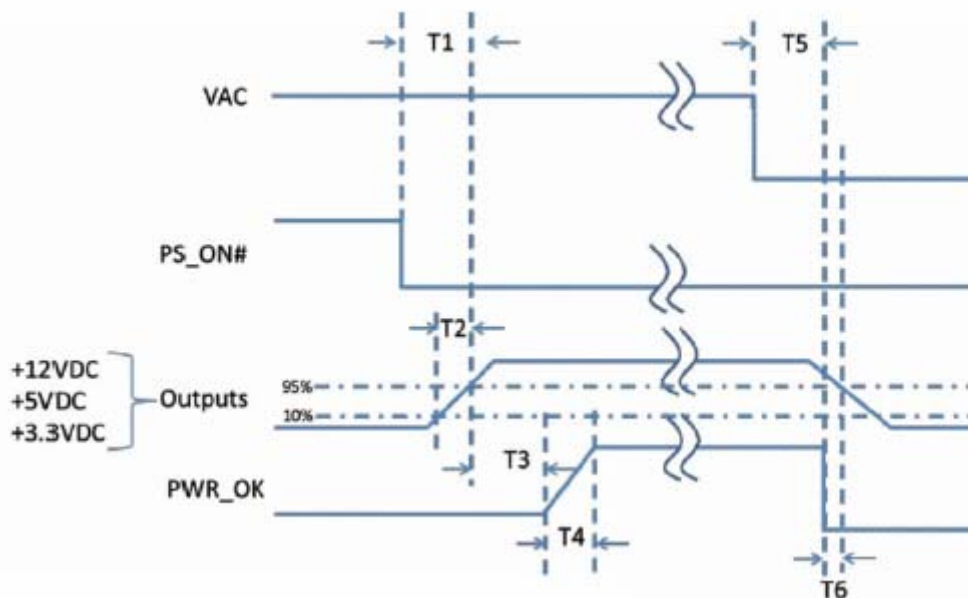 T1
T5
VAC
PS_ON#
T2
+12VDC
+5VDC
+3.3VDC
Outputs
95%
10%
T3
PWR_OK
T4
T6